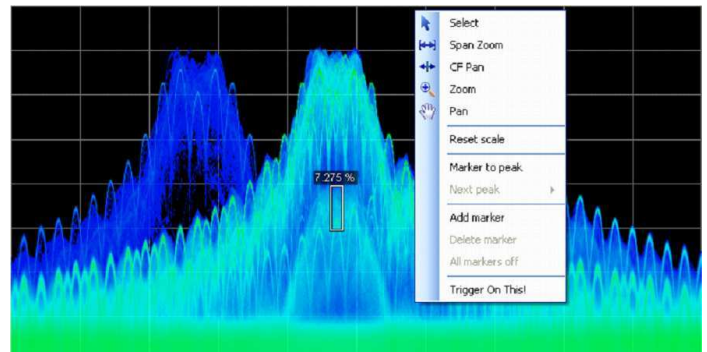 Select
Span Zoom
CF Pan
Zoom
Pan
Reset scale
Marker to peak
Next peak
Add marker
Delete marker
All markers off
Trigger On This!
7.275 %